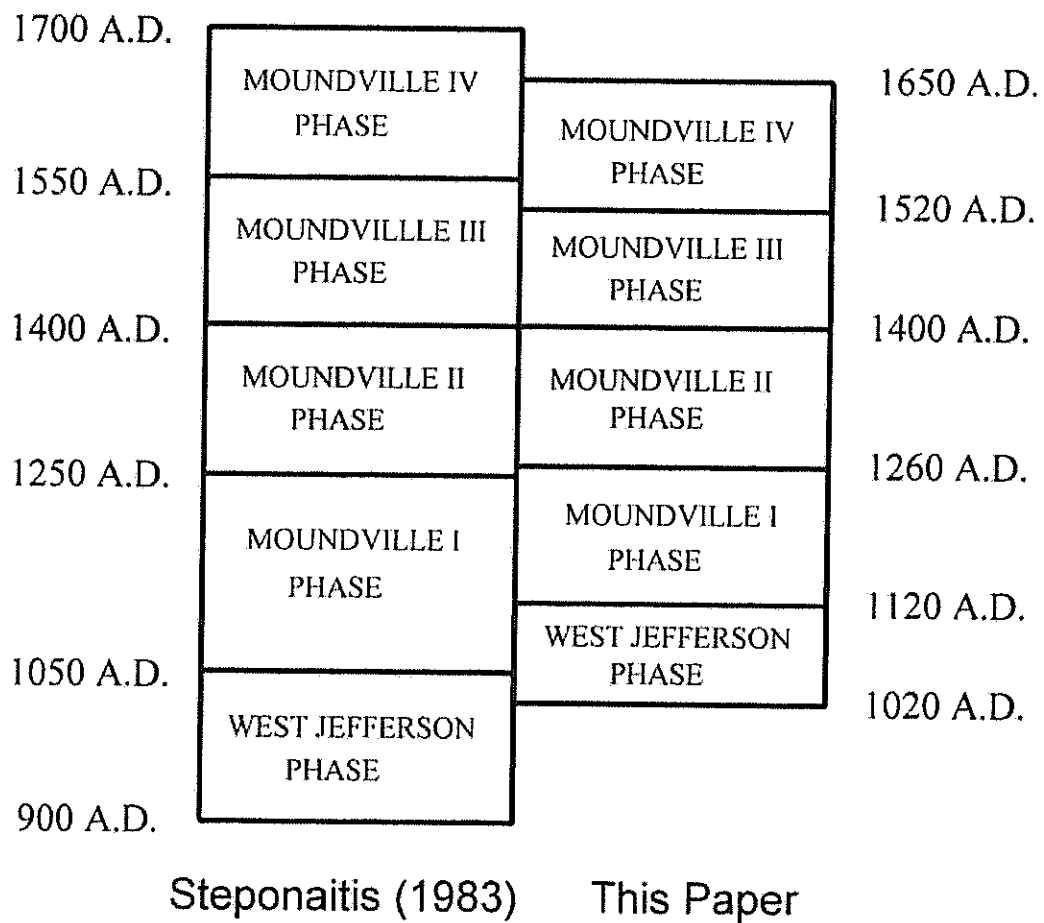 1700 A.D.
MOUNDVILLE IV
PHASE
1550 A.D.
MOUNDVILLLE III
PHASE
1400 A.D.
MOUNDVILLE II
PHASE
1250 A.D.
MOUNDVILLE I
PHASE
1050 A.D.
WEST JEFFERSON
PHASE
900 A.D.
Steponaitis (1983)
1650 A.D.
MOUNDVILLE IV
PHASE
1520 A.D.
MOUNDVILLE III
PHASE
1400 A.D.
MOUNDVILLE II
PHASE
1260 A.D.
MOUNDVILLE I
PHASE
1120 A.D.
WEST JEFFERSON
PHASE
1020 A.D.
This Paper